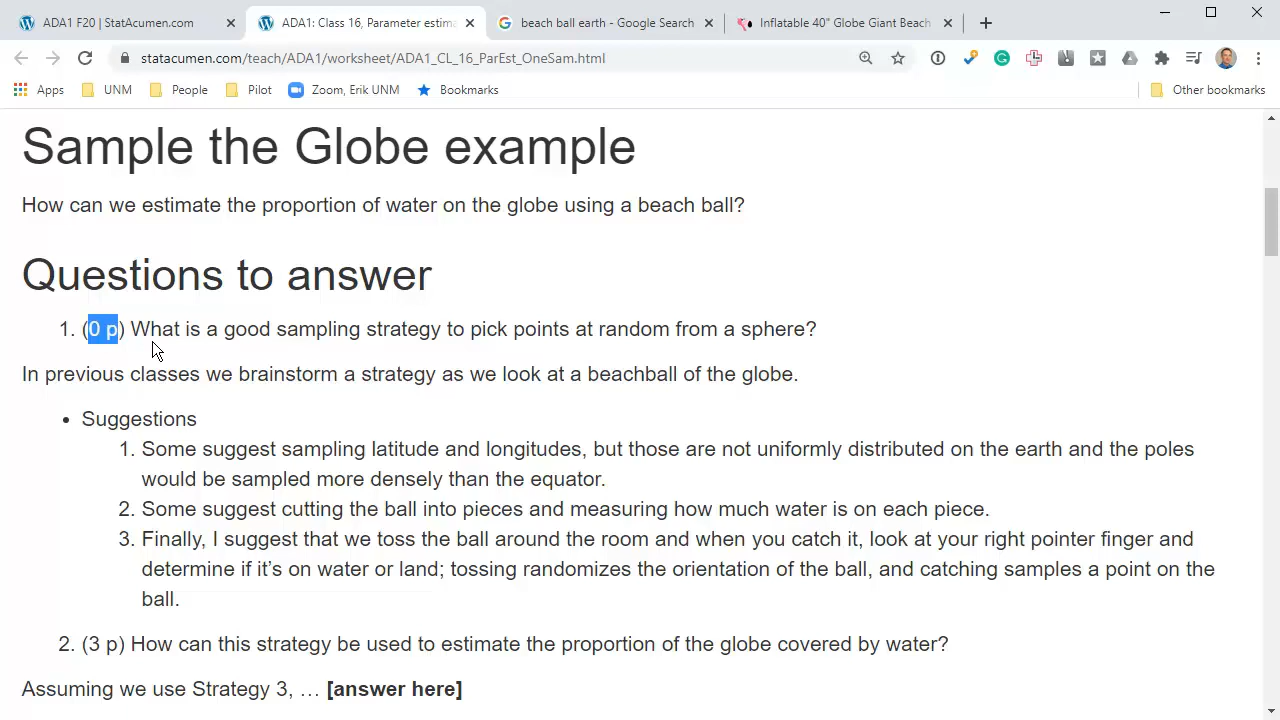 ADA1 F20 | StatAcumen.com
ADA1: Class 16, Parameter estima
beach ball earth - Google Search
Inflatable 40" Globe Giant Beach
statacumen.com/teach/ADA1/worksheet/ADA1_CL_16_ParEst_OneSam.html
Apps UNM People Pilot Zoom, Erik UNM Bookmarks Other bookmarks
Sample the Globe example
How can we estimate the proportion of water on the globe using a beach ball?
Questions to answer
1. (0 p) What is a good sampling strategy to pick points at random from a sphere?
In previous classes we brainstorm a strategy as we look at a beachball of the globe.
• Suggestions
1. Some suggest sampling latitude and longitudes, but those are not uniformly distributed on the earth and the poles
would be sampled more densely than the equator.
2. Some suggest cutting the ball into pieces and measuring how much water is on each piece.
3. Finally, I suggest that we toss the ball around the room and when you catch it, look at your right pointer finger and
determine if it's on water or land; tossing randomizes the orientation of the ball, and catching samples a point on the
ball.
2. (3 p) How can this strategy be used to estimate the proportion of the globe covered by water?
Assuming we use Strategy 3, … [answer here]